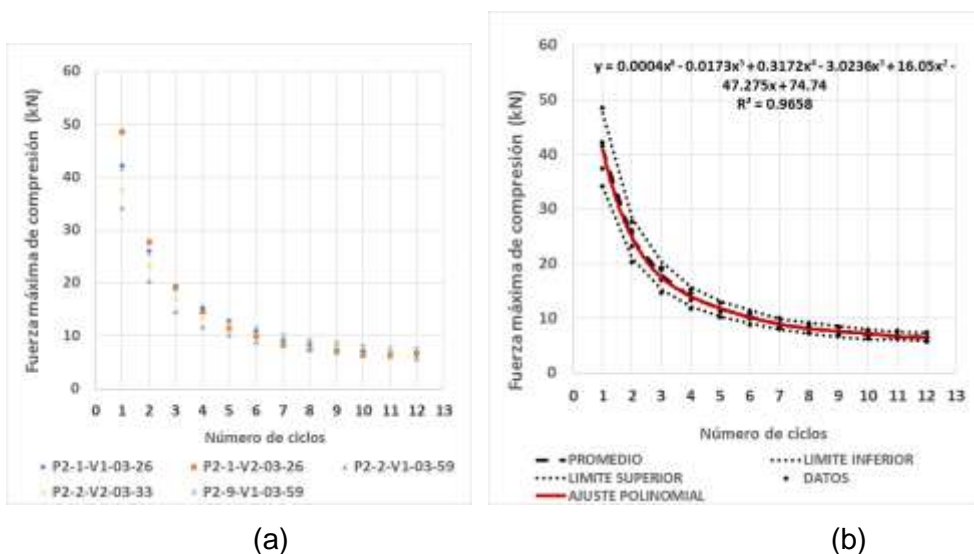 60
50
40
30
20
10
0
0 1 2 3 4 5 6 7 8 9 10 11 12 13
Fuerza máxima de compresión (kN)
Número de ciclos
P2-1-V1-03-26 P2-1-V2-03-26 P2-2-V1-03-59
P2-2-V2-03-33 P2-9-V1-03-59
(a)
60
50
40
30
20
10
0
0 1 2 3 4 5 6 7 8 9 10 11 12 13
Fuerza máxima de compresión (kN)
y = 0.0004x⁶ - 0.0173x⁵ + 0.3172x⁴ - 3.0236x³ + 16.05x² -
47.275x + 74.74
R² = 0.9658
Número de ciclos
PROMEDIO LIMITE INFERIOR
LIMITE SUPERIOR DATOS
AJUSTE POLINOMIAL
(b)